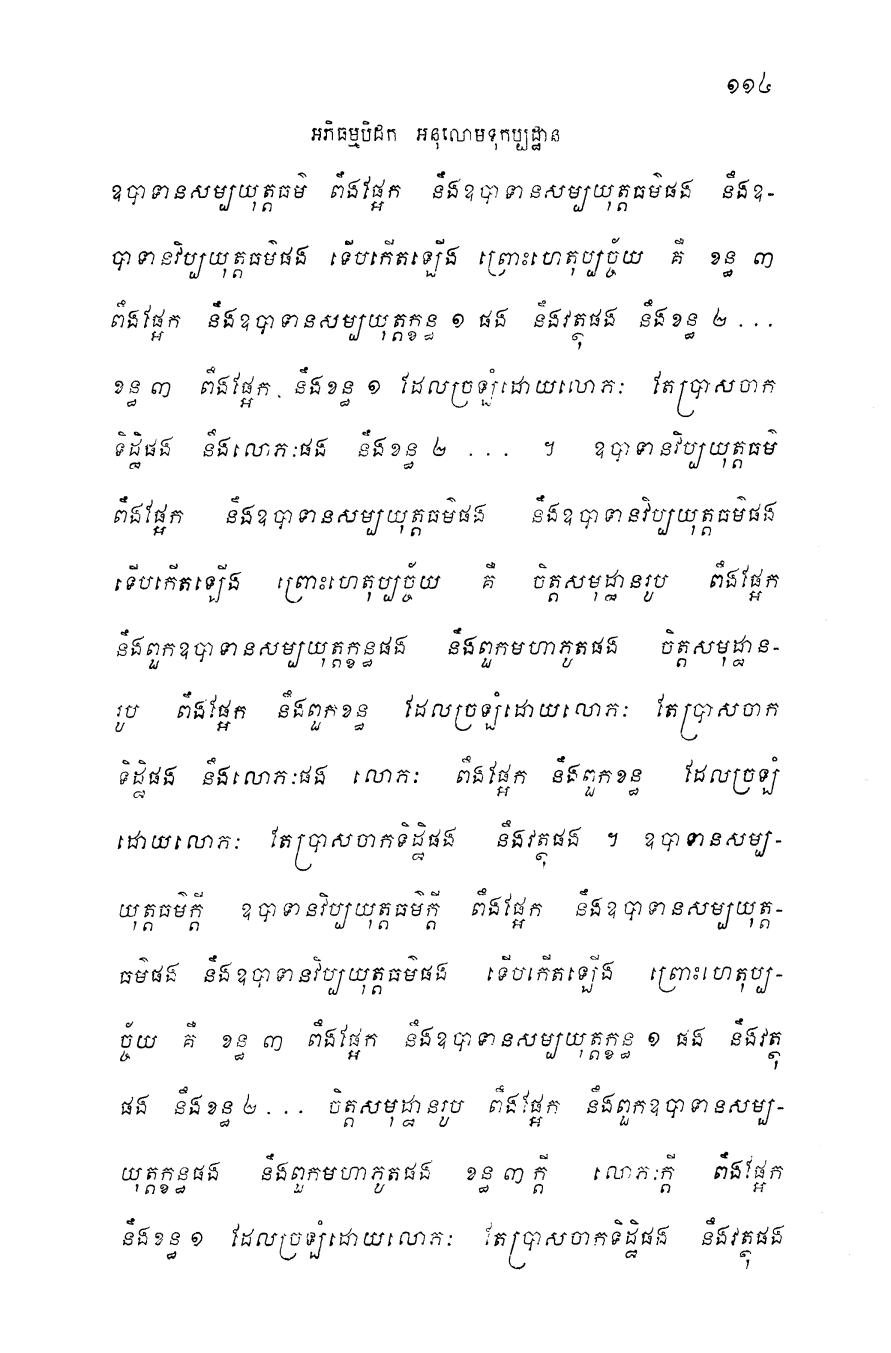 ១១៤
អភិធម្មបិដក អនុលោមទុកប្បដ្ឋាន
ឧបាទានសម្បយុត្តធម៌ ពឹងផ្អែក នឹងឧបាទានសម្បយុត្តធម៌ផង នឹងឧ-
បាទានវិប្បយុត្តធម៌ផង ទើបកើតឡើង ព្រោះហេតុប្បច្ច័យ គឺ ខន្ធ ៣
ពឹងផ្អែក នឹងឧបាទានសម្បយុត្តកក្ខន្ធ ១ ផង នឹងវត្ថុផង នឹងខន្ធ ២ ...
ខន្ធ ៣ ពឹងផ្អែក នឹងខន្ធ ១ ដែលច្រឡំដោយលោភៈ តែប្រាសចាក
ទិដ្ឋិផង នឹងលោភៈផង នឹងខន្ធ ២ ... ។ ឧបាទានវិប្បយុត្តធម៌
ពឹងផ្អែក នឹងឧបាទានសម្បយុត្តធម៌ផង នឹងឧបាទានវិប្បយុត្តធម៌ផង
ទើបកើតឡើង ព្រោះហេតុប្បច្ច័យ គឺ ចិត្តសមុដ្ឋានរូប ពឹងផ្អែក
នឹងពួកឧបាទានសម្បយុត្តក្ខន្ធផង នឹងពួកមហាភូតផង ចិត្តសមុដ្ឋាន-
រូប ពឹងផ្អែក នឹងពួកខន្ធ ដែលច្រឡំដោយលោភៈ តែប្រាសចាក
ទិដ្ឋិផង នឹងលោភៈផង លោភៈ ពឹងផ្អែក នឹងពួកខន្ធ ដែលច្រឡំ
ដោយលោភៈ តែប្រាសចាកទិដ្ឋិផង នឹងវត្ថុផង ។ ឧបាទានសម្ប-
យុត្តធម៌ក្តី ឧបាទានវិប្បយុត្តធម៌ក្តី ពឹងផ្អែក នឹងឧបាទានសម្បយុត្ត-
ធម៌ផង នឹងឧបាទានវិប្បយុត្តធម៌ផង ទើបកើតឡើង ព្រោះហេតុប្ប-
ច្ច័យ គឺ ខន្ធ ៣ ពឹងផ្អែក នឹងឧបាទានសម្បយុត្តក្ខន្ធ ១ ផង នឹងវត្ថុ
ផង នឹងខន្ធ ២ ... ចិត្តសមុដ្ឋានរូប ពឹងផ្អែក នឹងពួកឧបាទានសម្ប-
យុត្តក្ខន្ធផង នឹងពួកមហាភូតផង ខន្ធ ៣ ក្តី លោភៈក្តី ពឹងផ្អែក
នឹងខន្ធ ១ ដែលច្រឡំដោយលោភៈ តែប្រាសចាកទិដ្ឋិផង នឹងវត្ថុផង